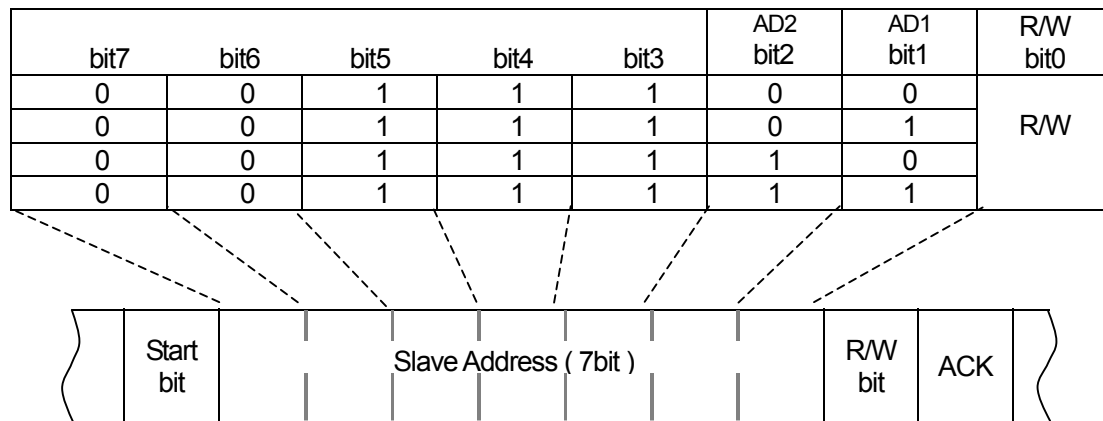 bit7 bit6 bit5 bit4 bit3 AD2 bit2 AD1 bit1 R/W bit0
0 0 1 1 1 0 0 R/W
0 0 1 1 1 0 1
0 0 1 1 1 1 0
0 0 1 1 1 1 1
Start bit Slave Address ( 7bit ) R/W bit ACK